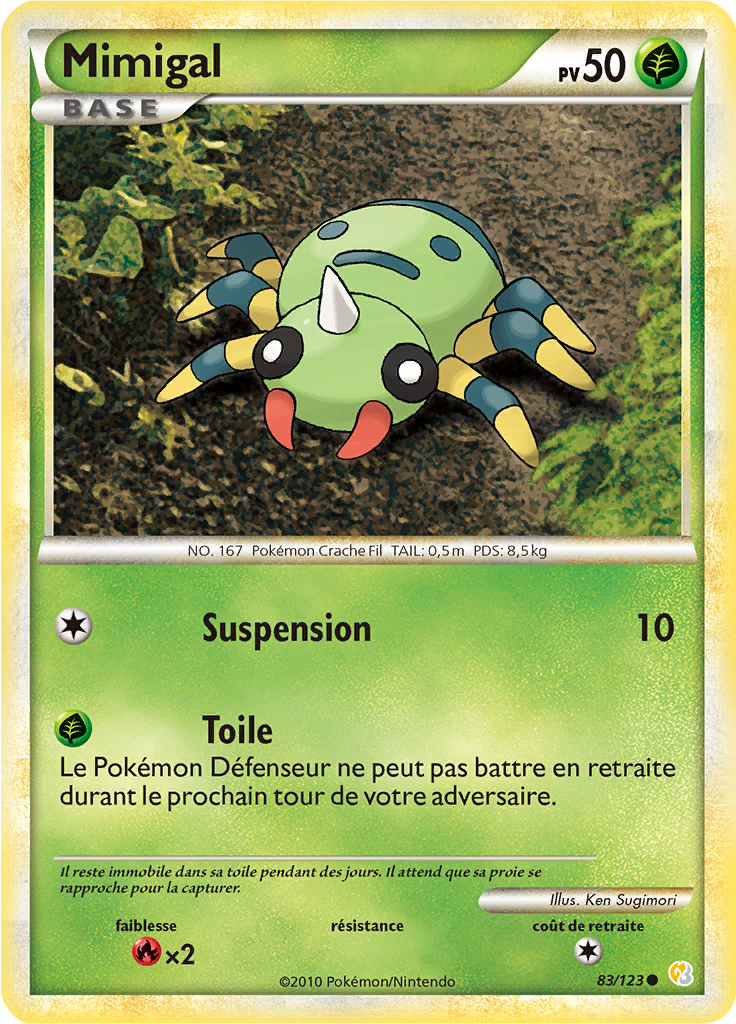 Mimigal
PV 50
BASE
NO. 167 Pokémon Crache Fil TAIL: 0,5 m PDS: 8,5 kg
Suspension 10
Toile
Le Pokémon Défenseur ne peut pas battre en retraite
durant le prochain tour de votre adversaire.
Il reste immobile dans sa toile pendant des jours. Il attend que sa proie se
rapproche pour la capturer.
Illus. Ken Sugimori
faiblesse résistance coût de retraite
×2
©2010 Pokémon/Nintendo 83/123